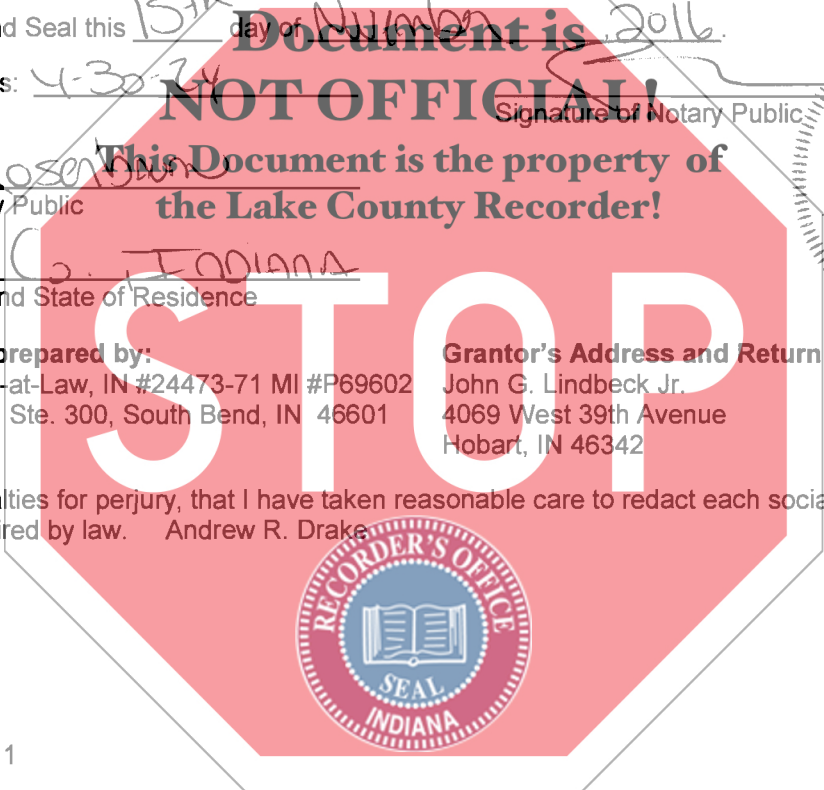 d Seal this 15th day of November, 2016.
Document is
s: 4-30-24
NOT OFFICIAL!
Signature of Notary Public
This Document is the property of
osenbaum
y Public
the Lake County Recorder!
Co. INDIANA
nd State of Residence
STOP
prepared by:
-at-Law, IN #24473-71 MI #P69602
Ste. 300, South Bend, IN 46601
Grantor's Address and Return
John G. Lindbeck Jr.
4069 West 39th Avenue
Hobart, IN 46342
lties for perjury, that I have taken reasonable care to redact each socia
ired by law. Andrew R. Drake
RECORDER'S OFFICE
SEAL
INDIANA
1